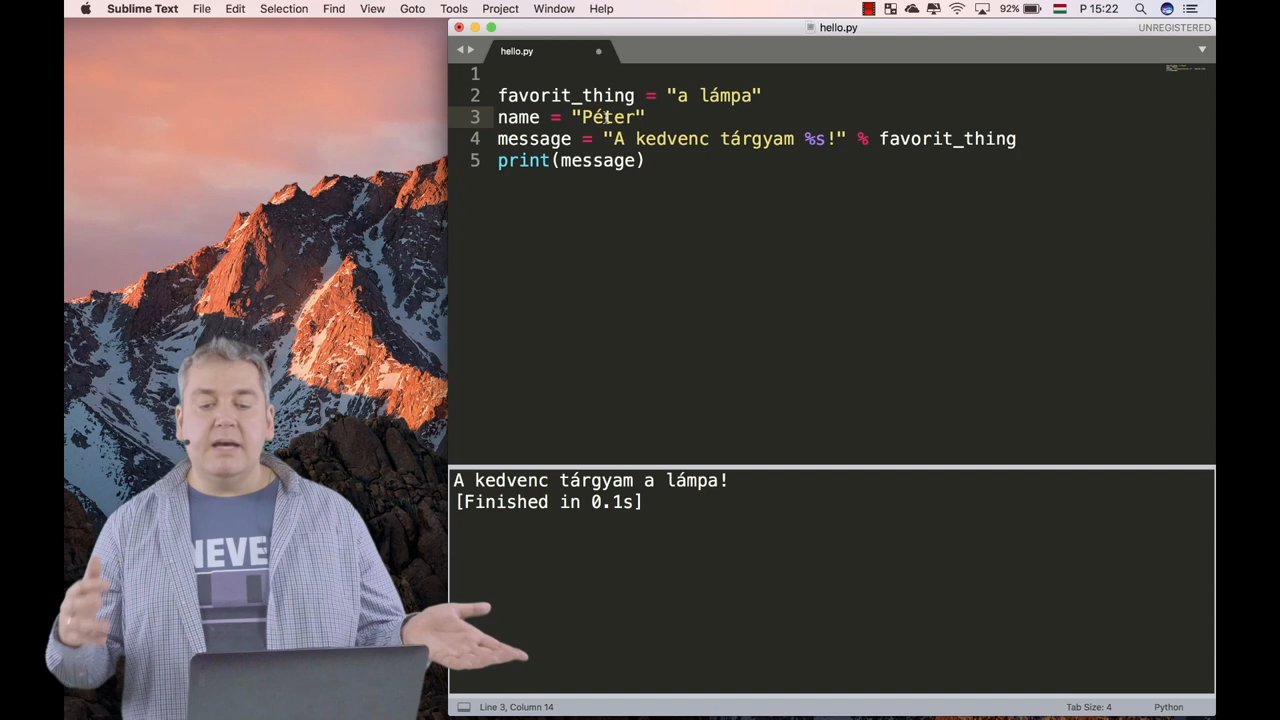 Sublime Text File Edit Selection Find View Goto Tools Project Window Help 92% P 15:22
hello.py UNREGISTERED
hello.py
1
2 favorit_thing = "a lámpa"
3 name = "Péter"
4 message = "A kedvenc tárgyam %s!" % favorit_thing
5 print(message)
A kedvenc tárgyam a lámpa!
[Finished in 0.1s]
NEVE
Line 3, Column 14 Tab Size: 4 Python